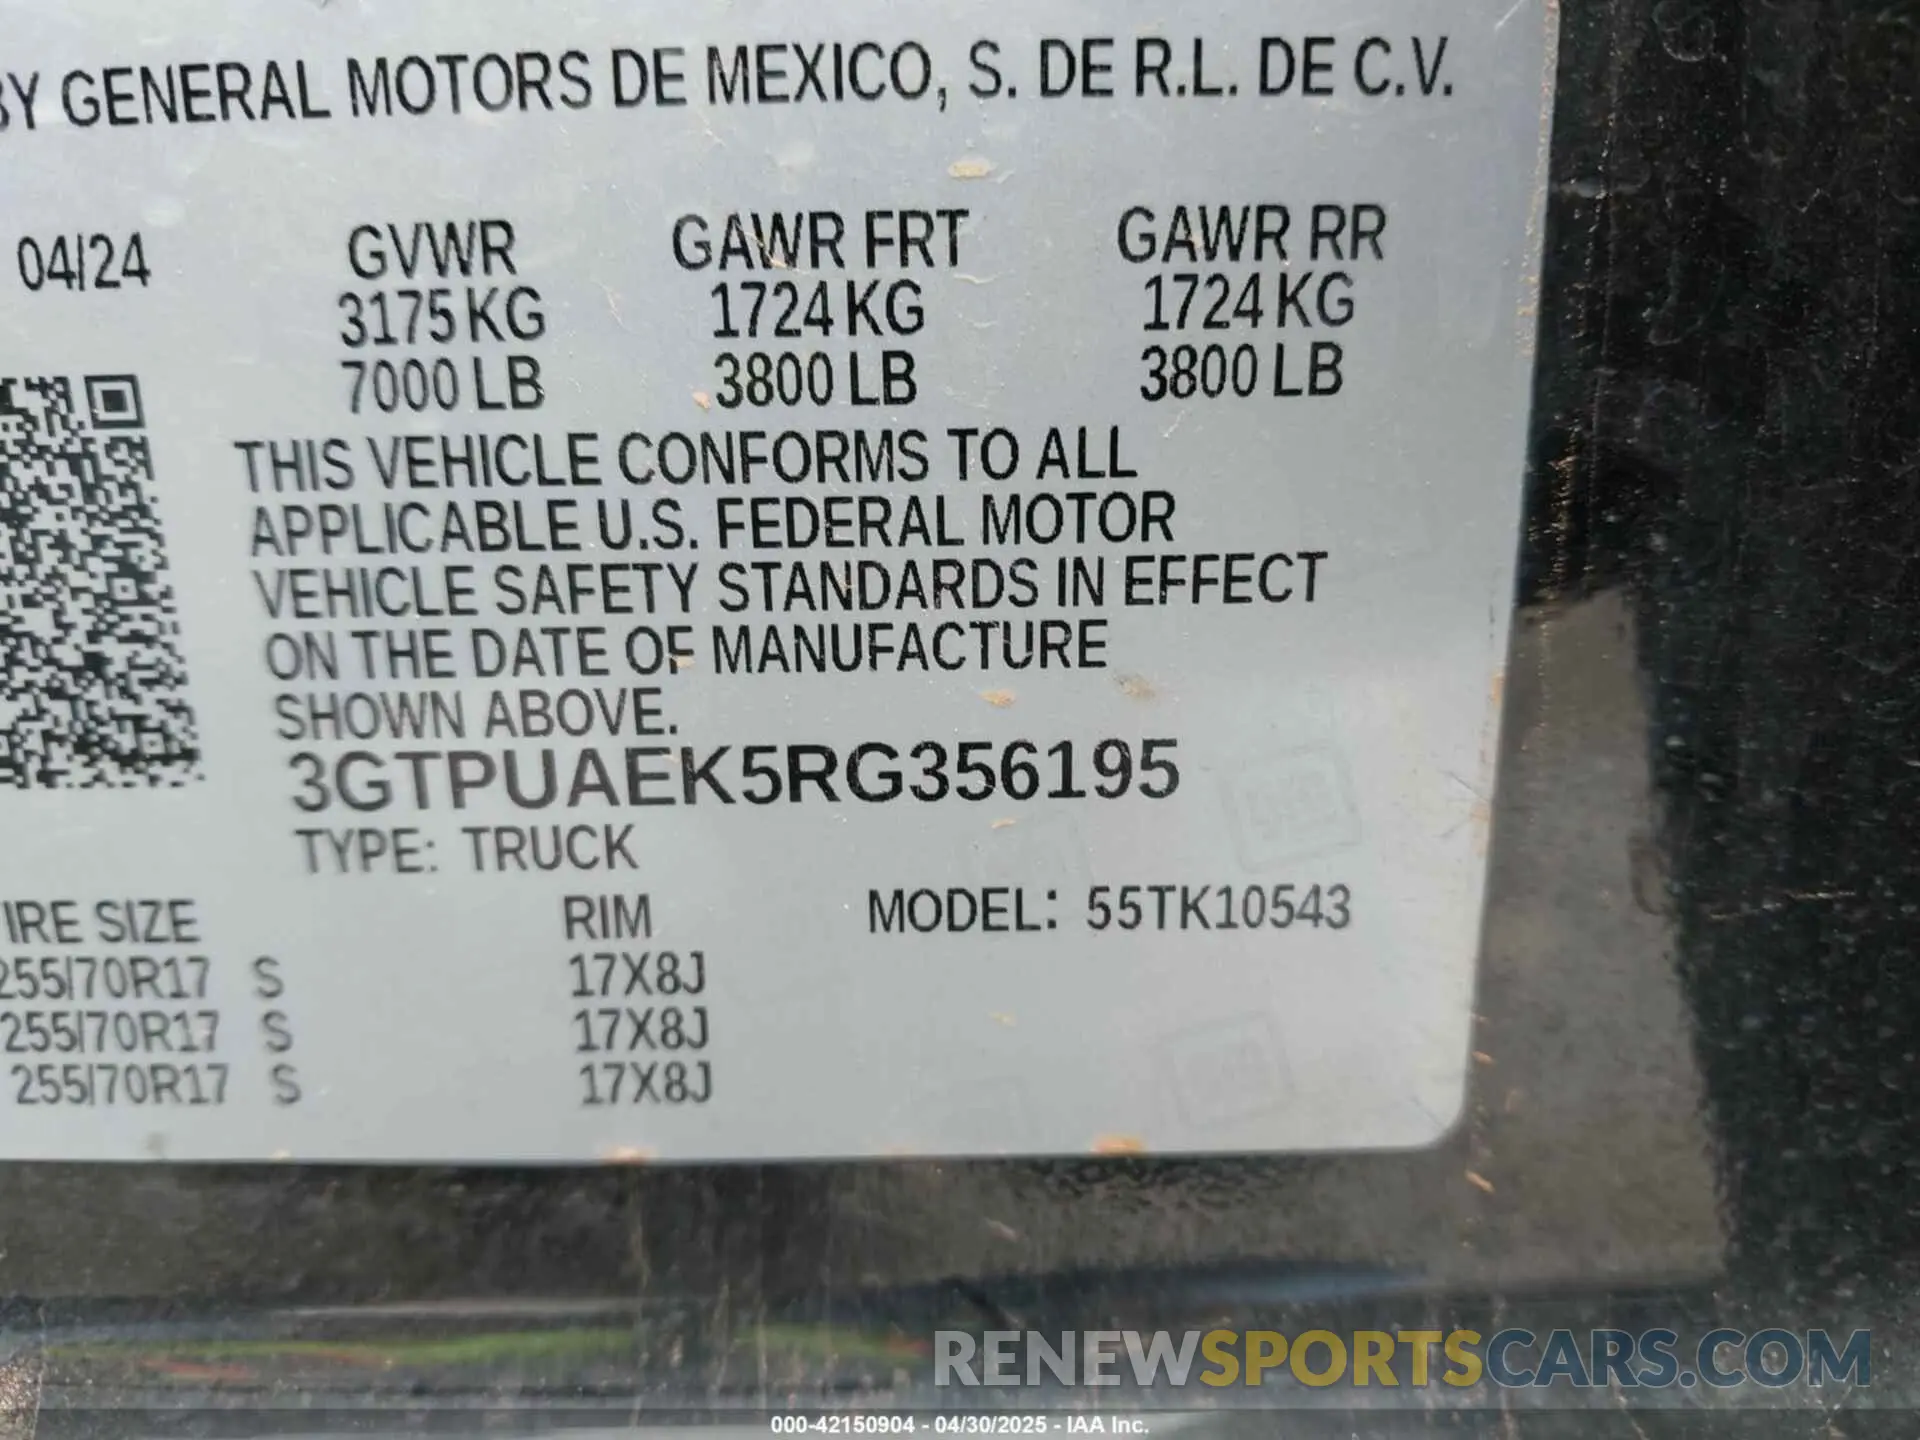 BY GENERAL MOTORS DE MEXICO, S. DE R.L. DE C.V.
04/24 GVWR GAWR FRT GAWR RR
3175 KG 1724 KG 1724 KG
7000 LB 3800 LB 3800 LB
THIS VEHICLE CONFORMS TO ALL
APPLICABLE U.S. FEDERAL MOTOR
VEHICLE SAFETY STANDARDS IN EFFECT
ON THE DATE OF MANUFACTURE
SHOWN ABOVE.
3GTPUAEK5RG356195
TYPE: TRUCK
IRE SIZE RIM MODEL: 55TK10543
255/70R17 S 17X8J
255/70R17 S 17X8J
255/70R17 S 17X8J
RENEWSPORTSCARS.COM
000-42150904 - 04/30/2025 - IAA Inc.